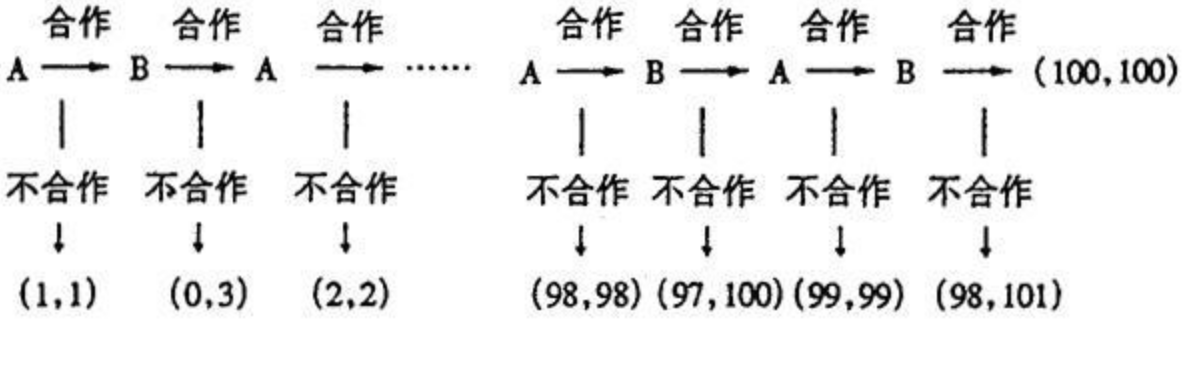 合作 合作 合作 合作 合作 合作 合作
A B A …… A B A B (100,100)
不合作 不合作 不合作 不合作 不合作 不合作 不合作
(1,1) (0,3) (2,2) (98,98) (97,100) (99,99) (98,101)